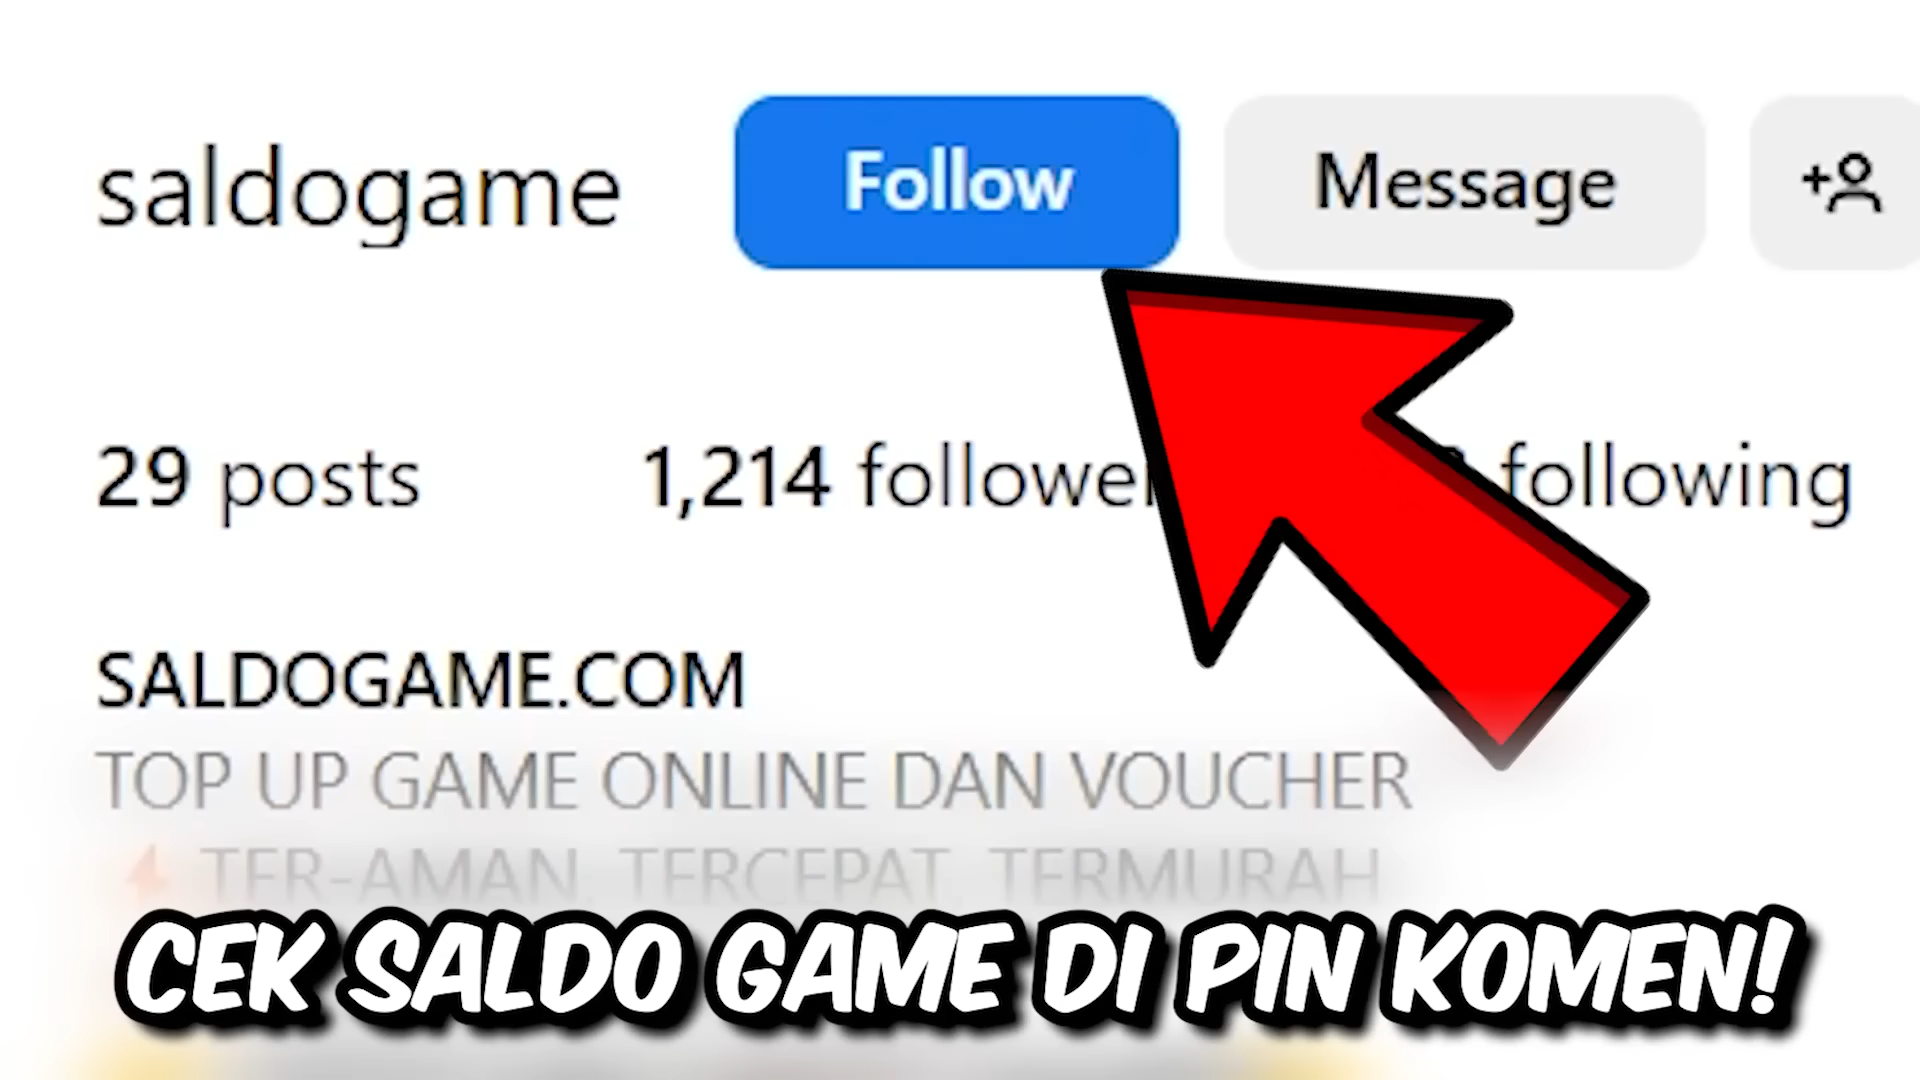 saldogame Follow Message
29 posts 1,214 following
SALDOGAME.COM
TOP UP GAME ONLINE DAN VOUCHER
TER-AMAN, TERCEPAT, TERMURAH
CEK SALDO GAME DI PIN KOMEN!